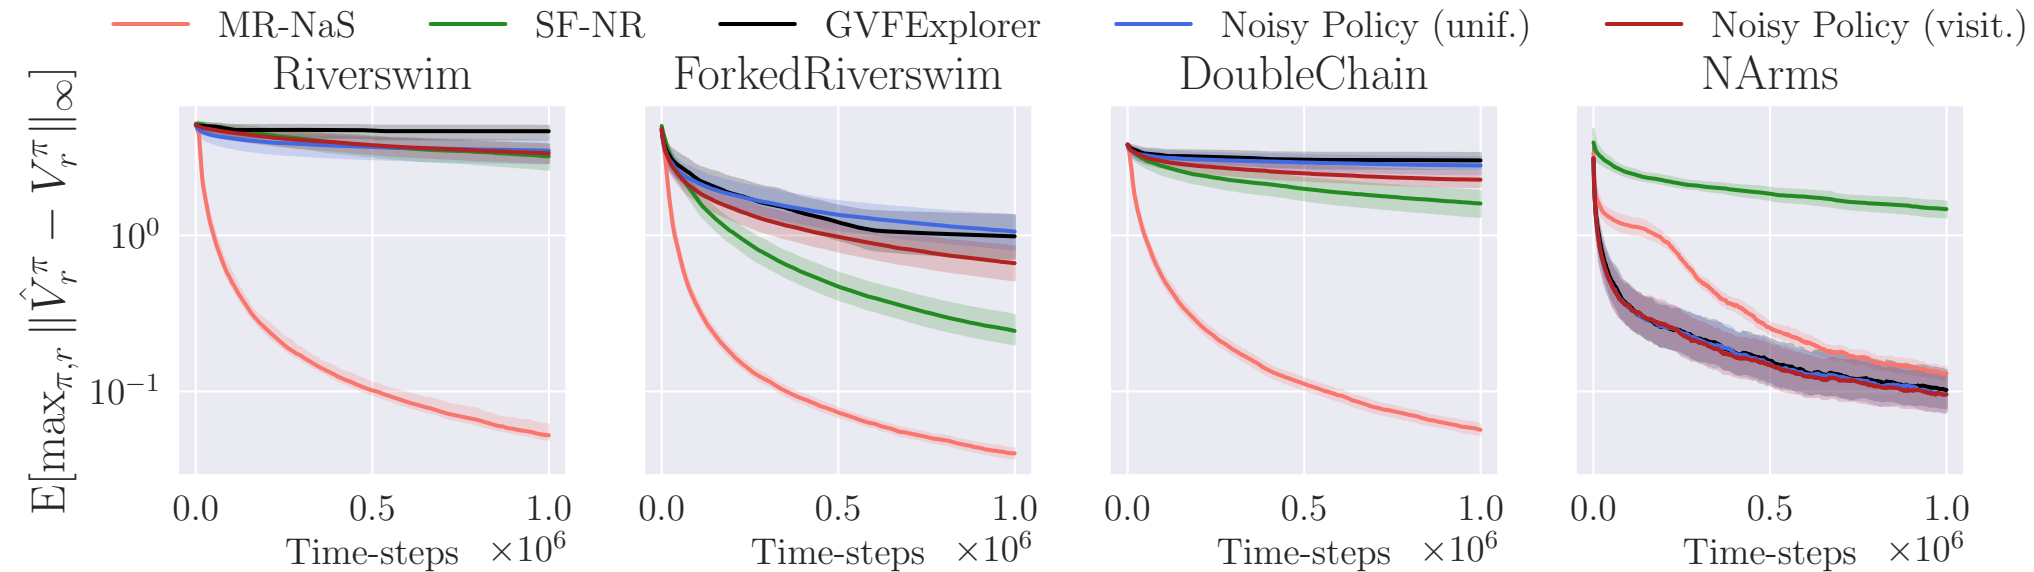 MR-NaS SF-NR GVFExplorer Noisy Policy (unif.) Noisy Policy (visit.)
Riverswim ForkedRiverswim DoubleChain NArms
E[max_{π,r} ||V̂_r^π − V_r^π||_∞]
10^0
10^{−1}
0.0 0.5 1.0 0.0 0.5 1.0 0.0 0.5 1.0 0.0 0.5 1.0
Time-steps ×10^6 Time-steps ×10^6 Time-steps ×10^6 Time-steps ×10^6